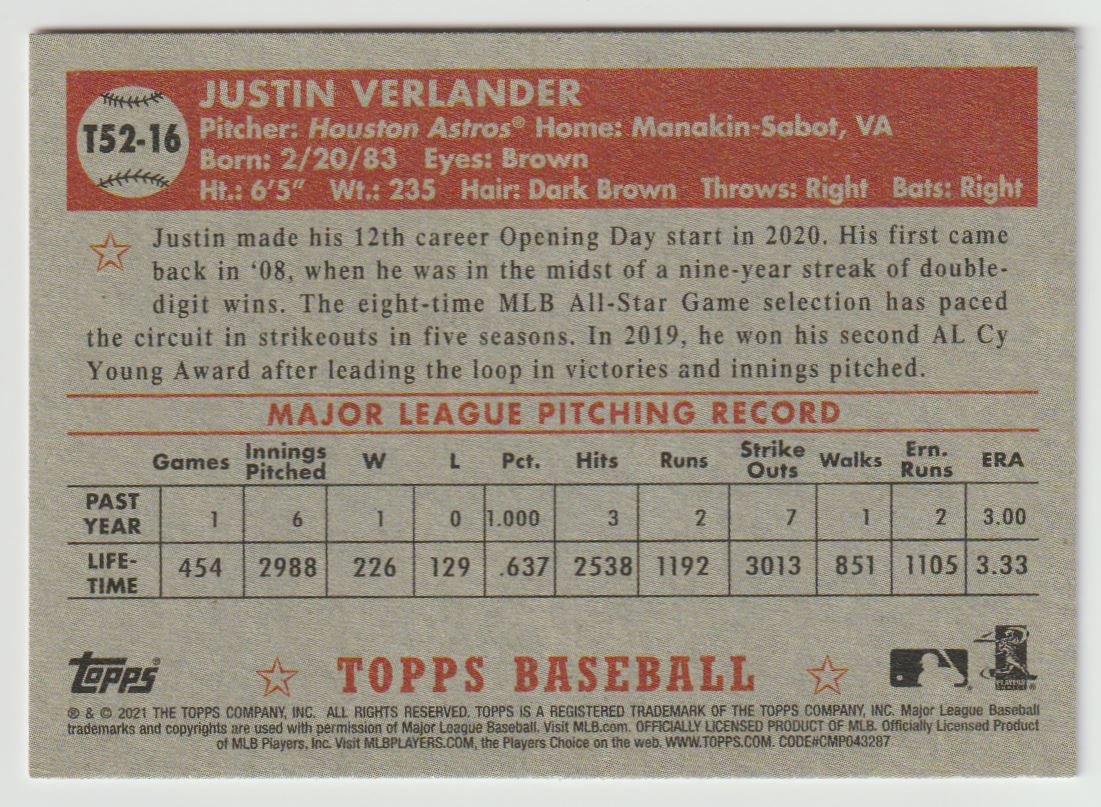 T52-16
JUSTIN VERLANDER
Pitcher: Houston Astros® Home: Manakin-Sabot, VA
Born: 2/20/83 Eyes: Brown
Ht.: 6'5" Wt.: 235 Hair: Dark Brown Throws: Right Bats: Right
Justin made his 12th career Opening Day start in 2020. His first came
back in '08, when he was in the midst of a nine-year streak of double-
digit wins. The eight-time MLB All-Star Game selection has paced
the circuit in strikeouts in five seasons. In 2019, he won his second AL Cy
Young Award after leading the loop in victories and innings pitched.
MAJOR LEAGUE PITCHING RECORD
Games Innings Pitched W L Pct. Hits Runs Strike Outs Walks Ern. Runs ERA
PAST YEAR 1 6 1 0 1.000 3 2 7 1 2 3.00
LIFE-TIME 454 2988 226 129 .637 2538 1192 3013 851 1105 3.33
Topps® TOPPS BASEBALL
® & © 2021 THE TOPPS COMPANY, INC. ALL RIGHTS RESERVED. TOPPS IS A REGISTERED TRADEMARK OF THE TOPPS COMPANY, INC. Major League Baseball
trademarks and copyrights are used with permission of Major League Baseball. Visit MLB.com. OFFICIALLY LICENSED PRODUCT OF MLB. Officially Licensed Product
of MLB Players, Inc. Visit MLBPLAYERS.COM, the Players Choice on the web. WWW.TOPPS.COM. CODE#CMP043287